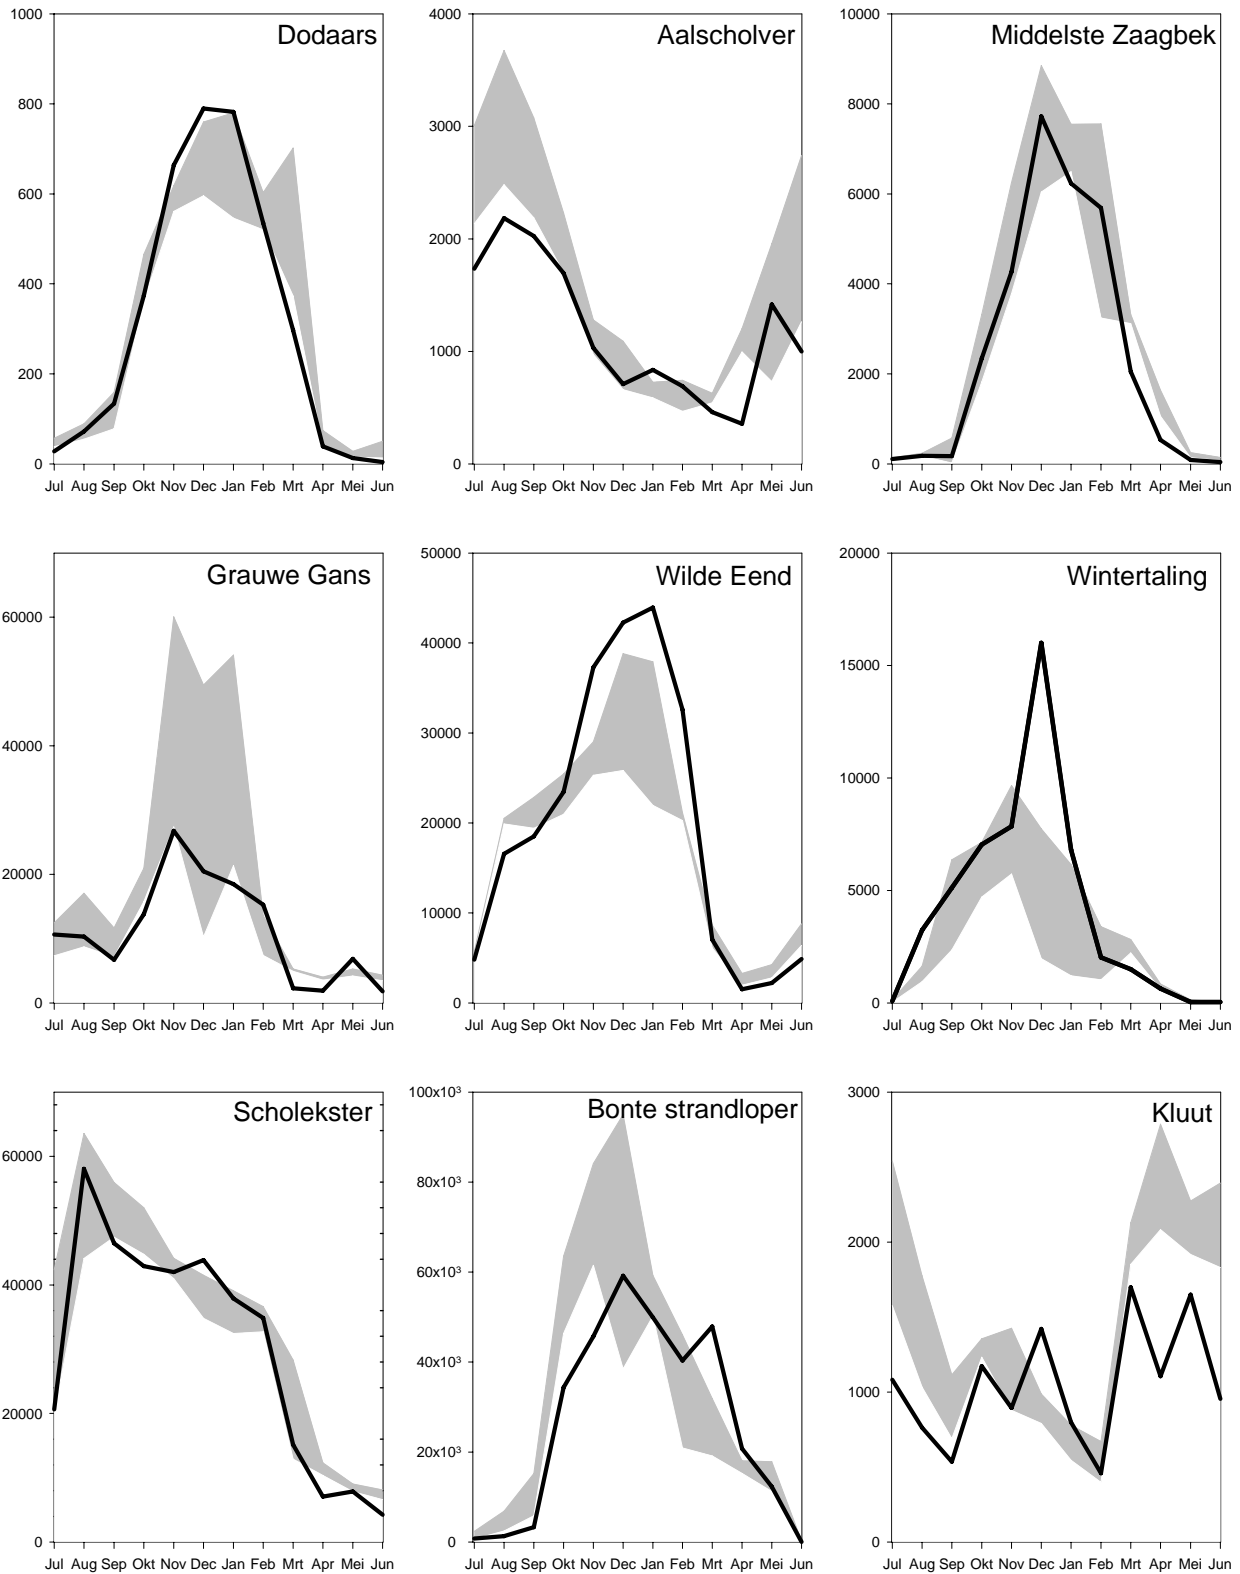 Dodaars
1000
800
600
400
200
0
Jul Aug Sep Okt Nov Dec Jan Feb Mrt Apr Mei Jun
Aalscholver
4000
3000
2000
1000
0
Jul Aug Sep Okt Nov Dec Jan Feb Mrt Apr Mei Jun
Middelste Zaagbek
10000
8000
6000
4000
2000
0
Jul Aug Sep Okt Nov Dec Jan Feb Mrt Apr Mei Jun
Grauwe Gans
60000
40000
20000
0
Jul Aug Sep Okt Nov Dec Jan Feb Mrt Apr Mei Jun
Wilde Eend
50000
40000
30000
20000
10000
0
Jul Aug Sep Okt Nov Dec Jan Feb Mrt Apr Mei Jun
Wintertaling
20000
15000
10000
5000
0
Jul Aug Sep Okt Nov Dec Jan Feb Mrt Apr Mei Jun
Scholekster
60000
40000
20000
0
Jul Aug Sep Okt Nov Dec Jan Feb Mrt Apr Mei Jun
Bonte strandloper
100x10³
80x10³
60x10³
40x10³
20x10³
0
Jul Aug Sep Okt Nov Dec Jan Feb Mrt Apr Mei Jun
Kluut
3000
2000
1000
0
Jul Aug Sep Okt Nov Dec Jan Feb Mrt Apr Mei Jun